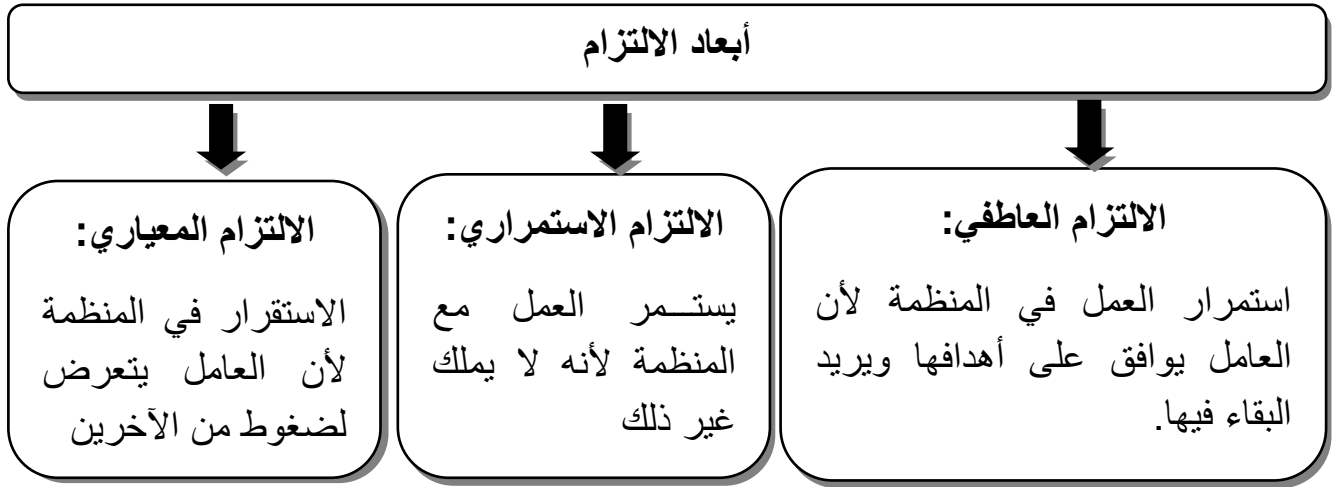 أبعاد الالتزام
الالتزام العاطفي:
استمرار العمل في المنظمة لأن
العامل يوافق على أهدافها ويريد
البقاء فيها.
الالتزام الاستمراري:
يستـــمر العمل مع
المنظمة لأنه لا يملك
غير ذلك
الالتزام المعياري:
الاستقرار في المنظمة
لأن العامل يتعرض
لضغوط من الآخرين